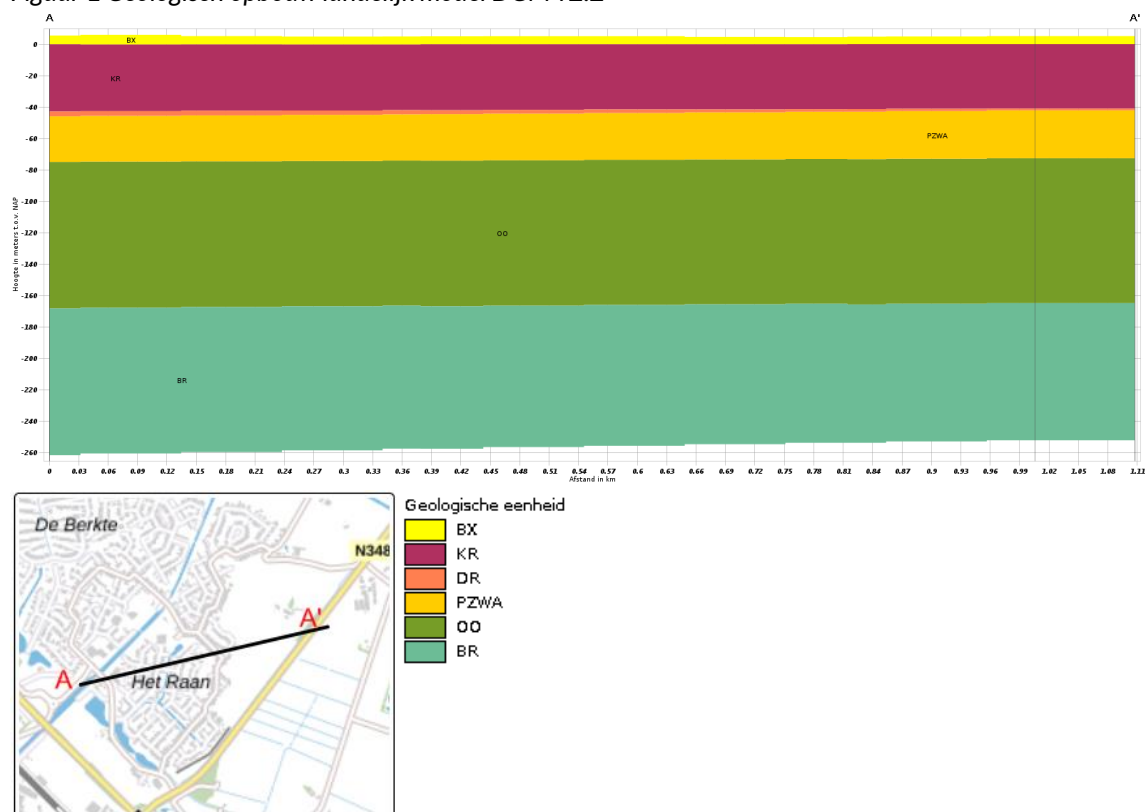 A A'
BX
KR
PZWA
OO
BR
Hoogte in meters t.o.v. NAP
0
-20
-40
-60
-80
-100
-120
-140
-160
-180
-200
-220
-240
-260
0 0.03 0.06 0.09 0.12 0.15 0.18 0.21 0.24 0.27 0.3 0.33 0.36 0.39 0.42 0.45 0.48 0.51 0.54 0.57 0.6 0.63 0.66 0.69 0.72 0.75 0.78 0.81 0.84 0.87 0.9 0.93 0.96 0.99 1.02 1.05 1.08 1.11
Afstand in km
De Berkte
N348
A'
A
Het Raan
Geologische eenheid
BX
KR
DR
PZWA
OO
BR